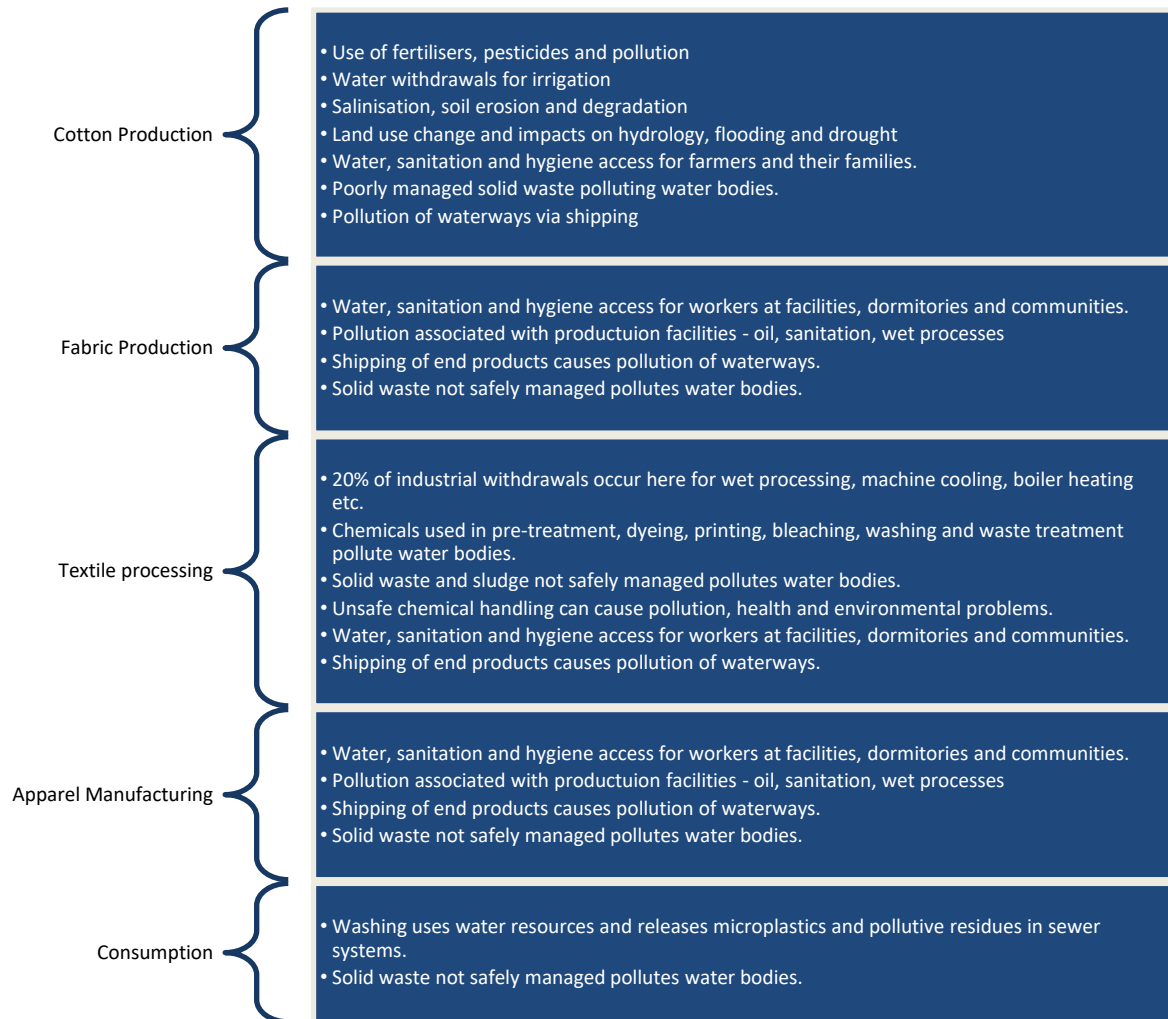 Cotton Production
• Use of fertilisers, pesticides and pollution
• Water withdrawals for irrigation
• Salinisation, soil erosion and degradation
• Land use change and impacts on hydrology, flooding and drought
• Water, sanitation and hygiene access for farmers and their families.
• Poorly managed solid waste polluting water bodies.
• Pollution of waterways via shipping
Fabric Production
• Water, sanitation and hygiene access for workers at facilities, dormitories and communities.
• Pollution associated with productuion facilities - oil, sanitation, wet processes
• Shipping of end products causes pollution of waterways.
• Solid waste not safely managed pollutes water bodies.
Textile processing
• 20% of industrial withdrawals occur here for wet processing, machine cooling, boiler heating
etc.
• Chemicals used in pre-treatment, dyeing, printing, bleaching, washing and waste treatment
pollute water bodies.
• Solid waste and sludge not safely managed pollutes water bodies.
• Unsafe chemical handling can cause pollution, health and environmental problems.
• Water, sanitation and hygiene access for workers at facilities, dormitories and communities.
• Shipping of end products causes pollution of waterways.
Apparel Manufacturing
• Water, sanitation and hygiene access for workers at facilities, dormitories and communities.
• Pollution associated with productuion facilities - oil, sanitation, wet processes
• Shipping of end products causes pollution of waterways.
• Solid waste not safely managed pollutes water bodies.
Consumption
• Washing uses water resources and releases microplastics and pollutive residues in sewer
systems.
• Solid waste not safely managed pollutes water bodies.